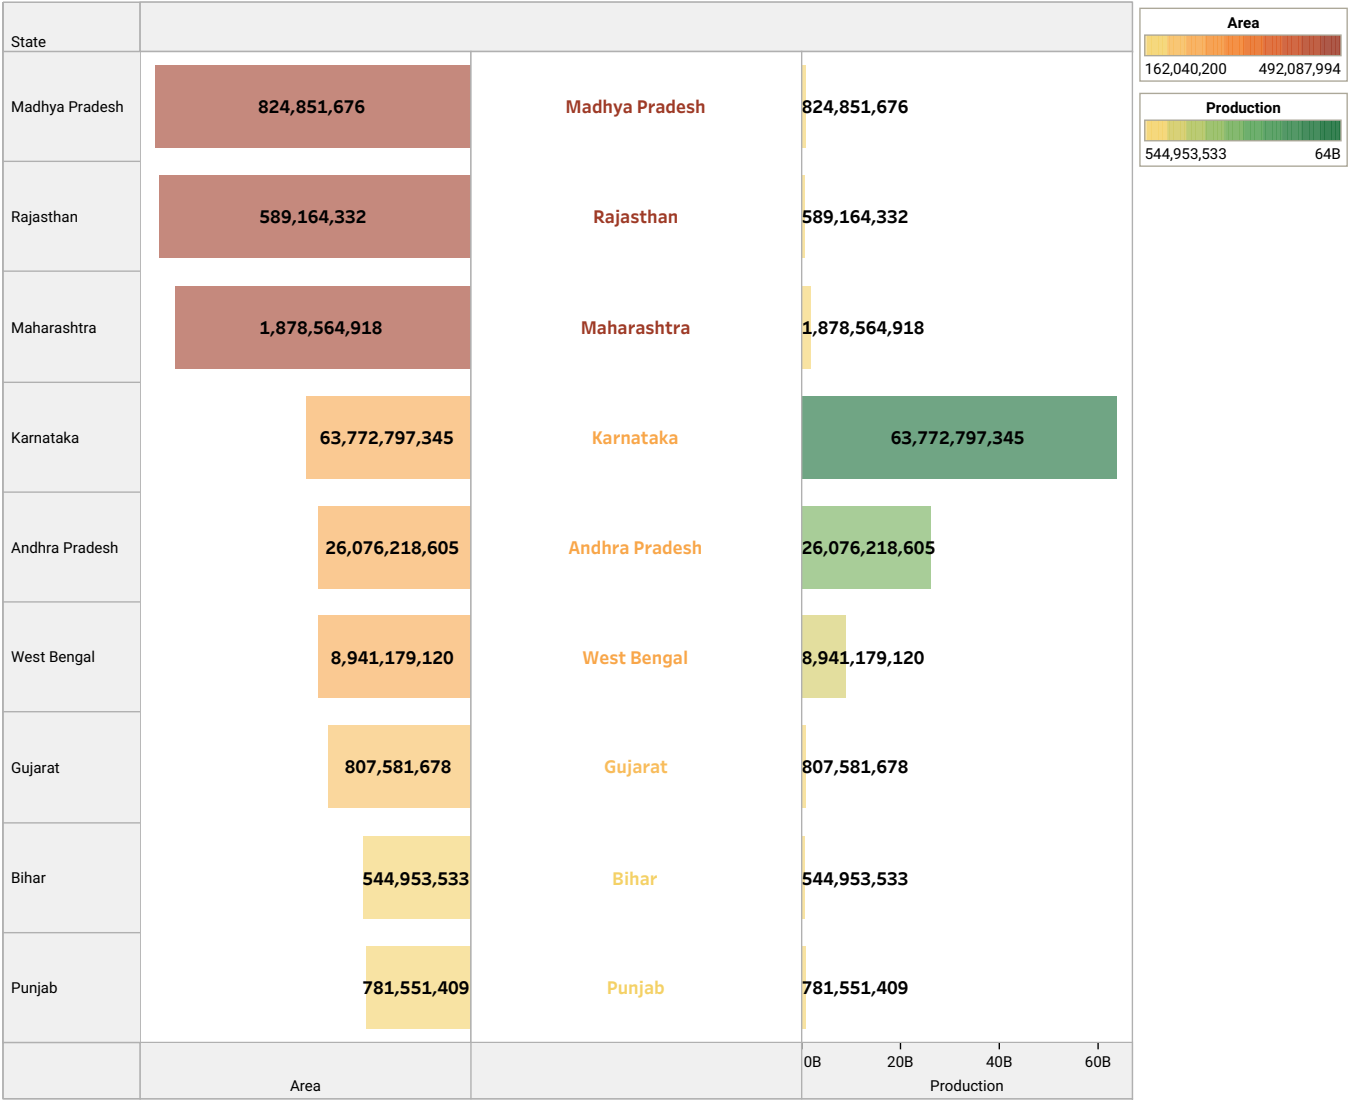 State
Madhya Pradesh 824,851,676 Madhya Pradesh 824,851,676
Rajasthan 589,164,332 Rajasthan 589,164,332
Maharashtra 1,878,564,918 Maharashtra 1,878,564,918
Karnataka 63,772,797,345 Karnataka 63,772,797,345
Andhra Pradesh 26,076,218,605 Andhra Pradesh 26,076,218,605
West Bengal 8,941,179,120 West Bengal 8,941,179,120
Gujarat 807,581,678 Gujarat 807,581,678
Bihar 544,953,533 Bihar 544,953,533
Punjab 781,551,409 Punjab 781,551,409
0B 20B 40B 60B
Area Production
Area
162,040,200 492,087,994
Production
544,953,533 64B